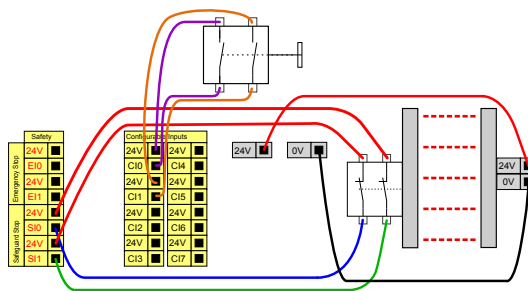 Safety
Emergency Stop
24V
EI0
24V
EI1
Safeguard Stop
24V
SI0
24V
SI1
Configurable Inputs
24V 24V
CI0 CI4
24V 24V
CI1 CI5
24V 24V
CI2 CI6
24V 24V
CI3 CI7
24V
0V
24V
0V